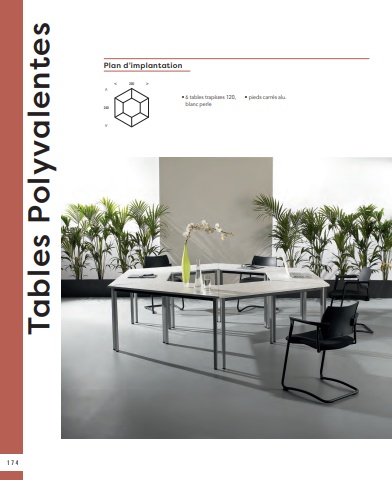 Tables Polyvalentes
Plan d'implantation
• 6 tables trapèzes 120,
blanc perle
• pieds carrés alu.
174